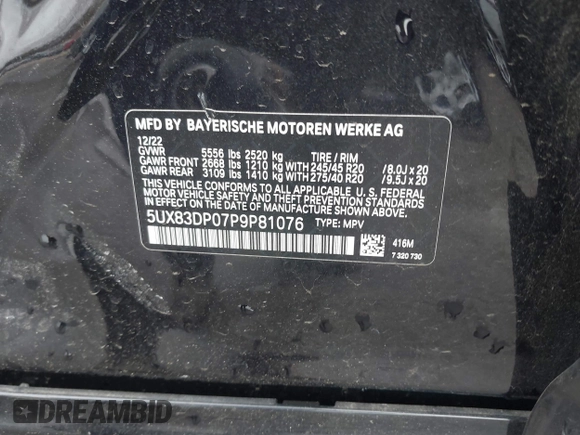 MFD BY BAYERISCHE MOTOREN WERKE AG
12/22
GVWR 5556 lbs 2520 kg TIRE / RIM
GAWR FRONT 2668 lbs 1210 kg 245/45 R20 /8.0J x 20
GAWR REAR 3109 lbs 1410 kg 275/40 R20 /9.5J x 20
THIS VEHICLE CONFORMS TO ALL APPLICABLE U. S. FEDERAL
MOTOR VEHICLE SAFETY AND THEFT PREVENTION STANDARDS IN
EFFECT ON THE DATE OF MANUFACTURE SHOWN ABOVE.
5UX83DP07P9P81076 TYPE: MPV
416M
7 320 730
DREAMBID